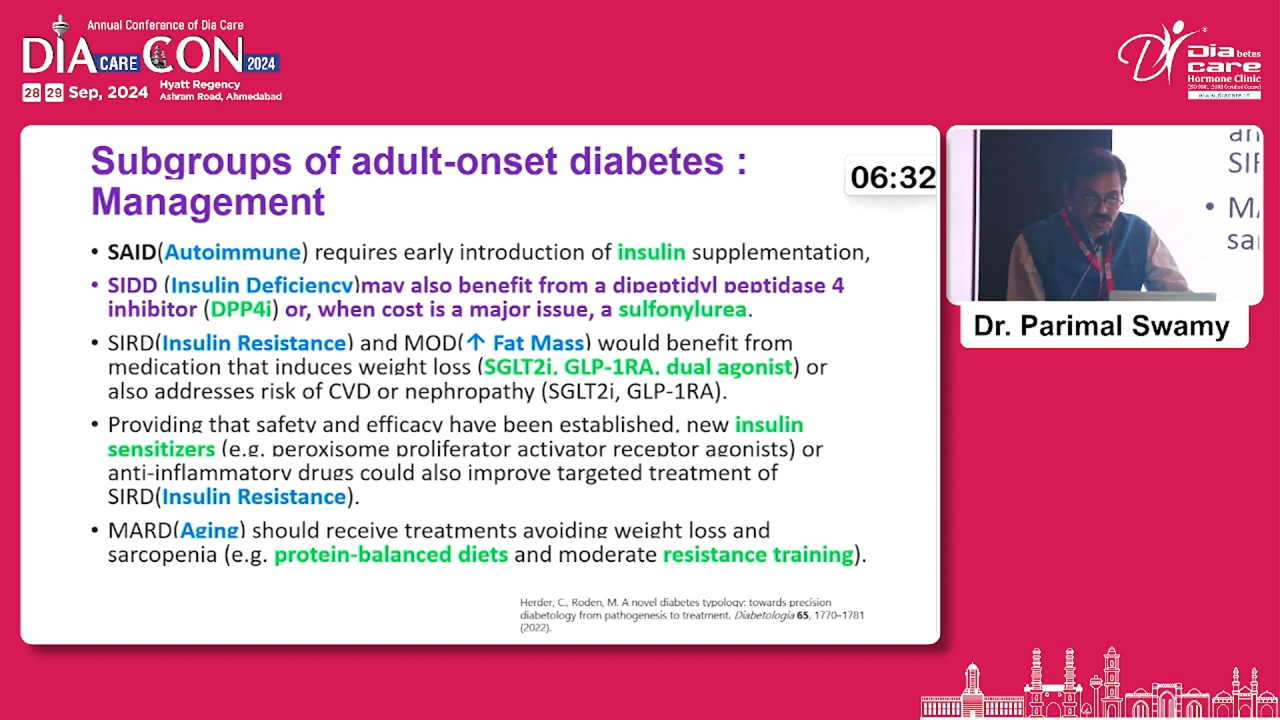 Annual Conference of Dia Care
DIA CARE CON 2024
28 29 Sep, 2024
Hyatt Regency
Ashram Road, Ahmedabad
Diabetes
care
Hormone Clinic
www.diacare.in
Subgroups of adult-onset diabetes :
Management
06:32
• SAID(Autoimmune) requires early introduction of insulin supplementation,
• SIDD (Insulin Deficiency)may also benefit from a dipeptidyl peptidase 4
inhibitor (DPP4i) or, when cost is a major issue, a sulfonylurea.
• SIRD(Insulin Resistance) and MOD(↑ Fat Mass) would benefit from
medication that induces weight loss (SGLT2i, GLP-1RA, dual agonist) or
also addresses risk of CVD or nephropathy (SGLT2i, GLP-1RA).
• Providing that safety and efficacy have been established, new insulin
sensitizers (e.g. peroxisome proliferator activator receptor agonists) or
anti-inflammatory drugs could also improve targeted treatment of
SIRD(Insulin Resistance).
• MARD(Aging) should receive treatments avoiding weight loss and
sarcopenia (e.g. protein-balanced diets and moderate resistance training).
Herder, C., Roden, M. A novel diabetes typology: towards precision
diabetology from pathogenesis to treatment. Diabetologia 65, 1770–1781
(2022).
Dr. Parimal Swamy